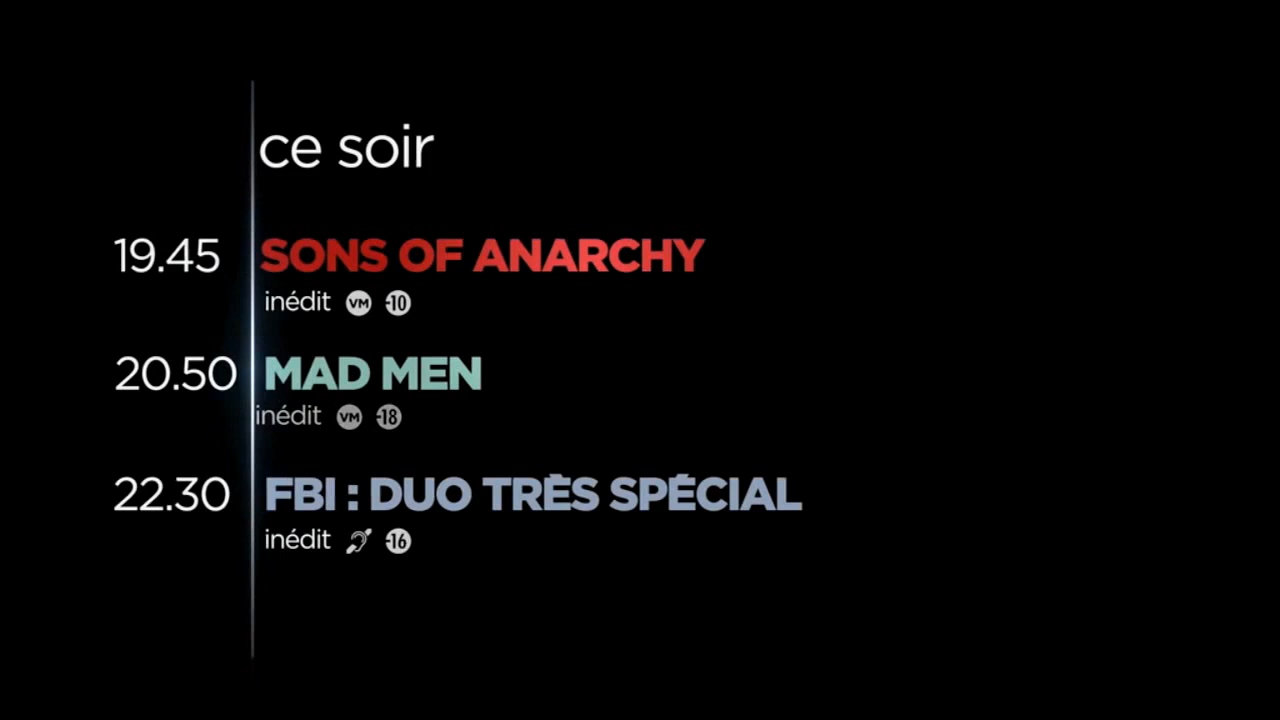 ce soir
19.45 SONS OF ANARCHY
inédit VM -10
20.50 MAD MEN
inédit VM -18
22.30 FBI : DUO TRÈS SPÉCIAL
inédit -16